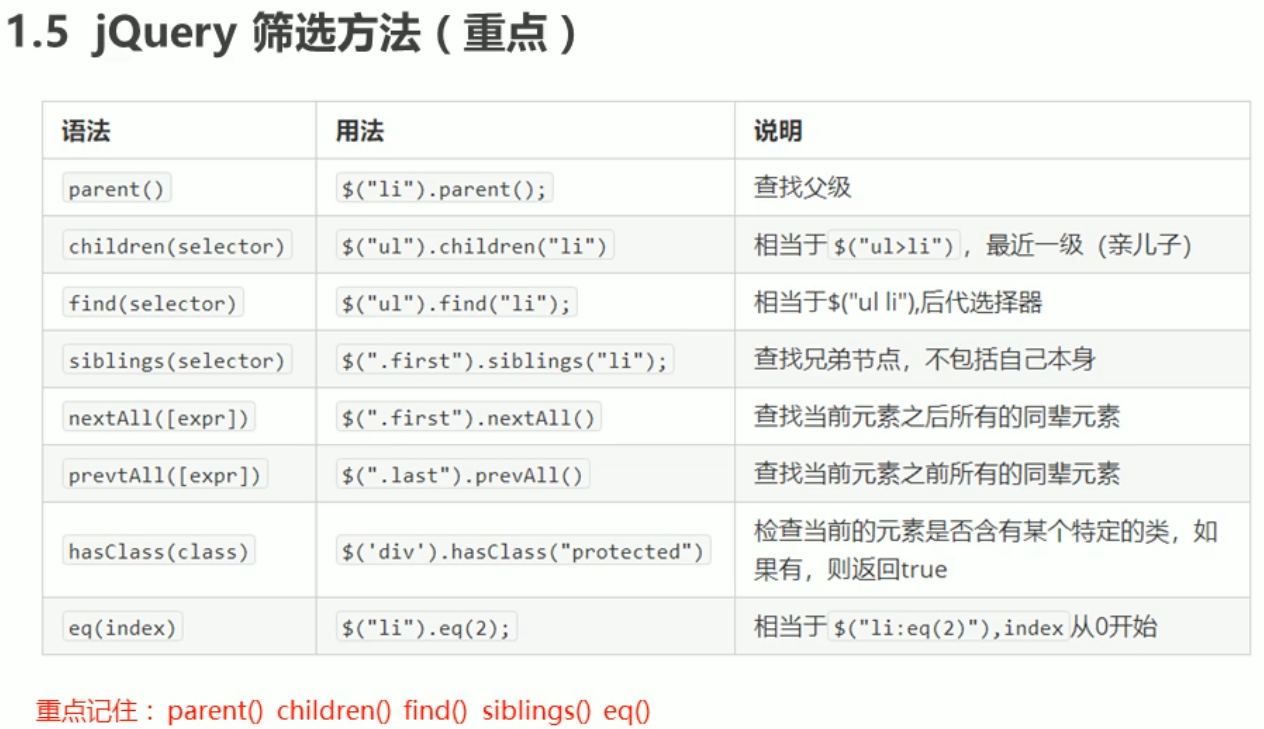 1.5 jQuery 筛选方法（重点）
语法 用法 说明
parent() $("li").parent(); 查找父级
children(selector) $("ul").children("li") 相当于$("ul>li")，最近一级（亲儿子）
find(selector) $("ul").find("li"); 相当于$("ul li"),后代选择器
siblings(selector) $(".first").siblings("li"); 查找兄弟节点，不包括自己本身
nextAll([expr]) $(".first").nextAll() 查找当前元素之后所有的同辈元素
prevtAll([expr]) $(".last").prevAll() 查找当前元素之前所有的同辈元素
hasClass(class) $('div').hasClass("protected") 检查当前的元素是否含有某个特定的类，如
果有，则返回true
eq(index) $("li").eq(2); 相当于$("li:eq(2)"),index从0开始
重点记住：parent() children() find() siblings() eq()